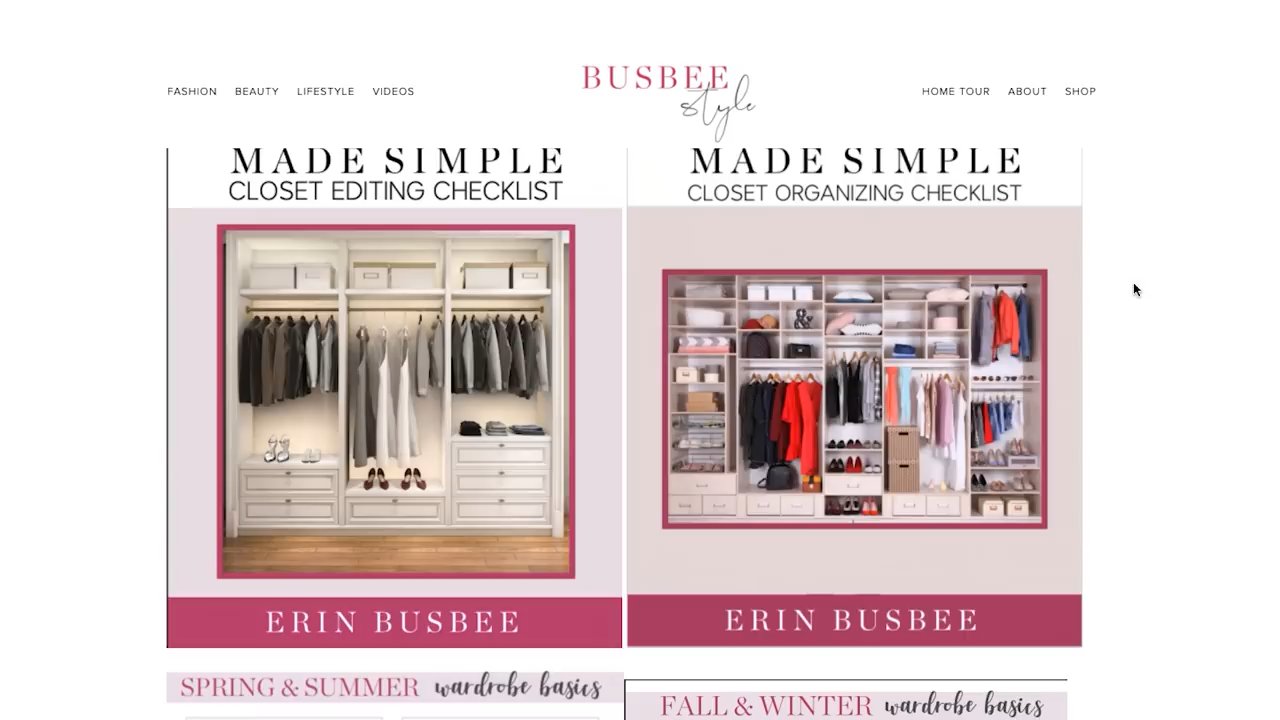 FASHION BEAUTY LIFESTYLE VIDEOS
BUSBEE
style
HOME TOUR ABOUT SHOP
MADE SIMPLE
CLOSET EDITING CHECKLIST
ERIN BUSBEE
MADE SIMPLE
CLOSET ORGANIZING CHECKLIST
ERIN BUSBEE
SPRING & SUMMER wardrobe basics
FALL & WINTER wardrobe basics